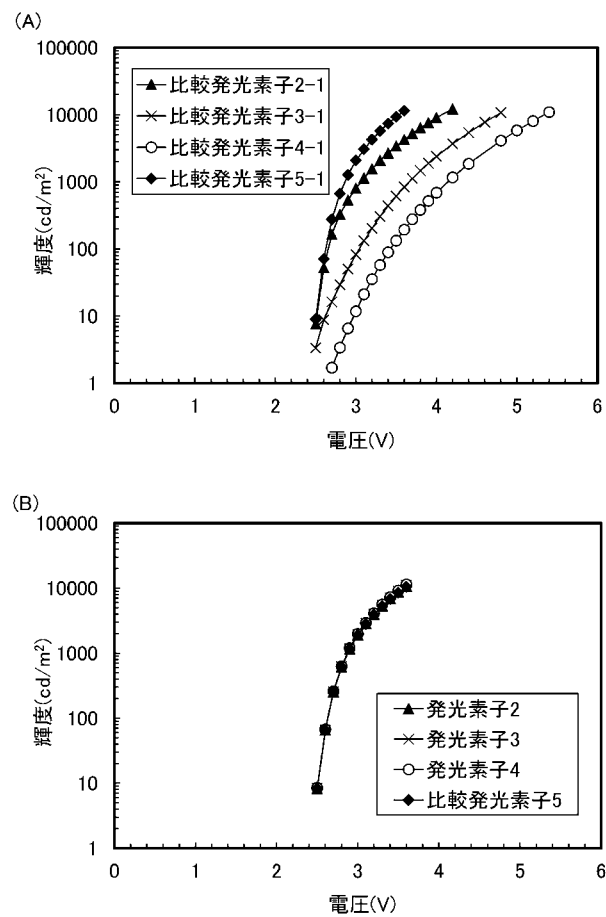 (A)
100000
10000
1000
100
10
1
輝度(cd/m²)
比較発光素子2-1
比較発光素子3-1
比較発光素子4-1
比較発光素子5-1
0 1 2 3 4 5 6
電圧(V)
(B)
100000
10000
1000
100
10
1
輝度(cd/m²)
発光素子2
発光素子3
発光素子4
比較発光素子5
0 1 2 3 4 5 6
電圧(V)